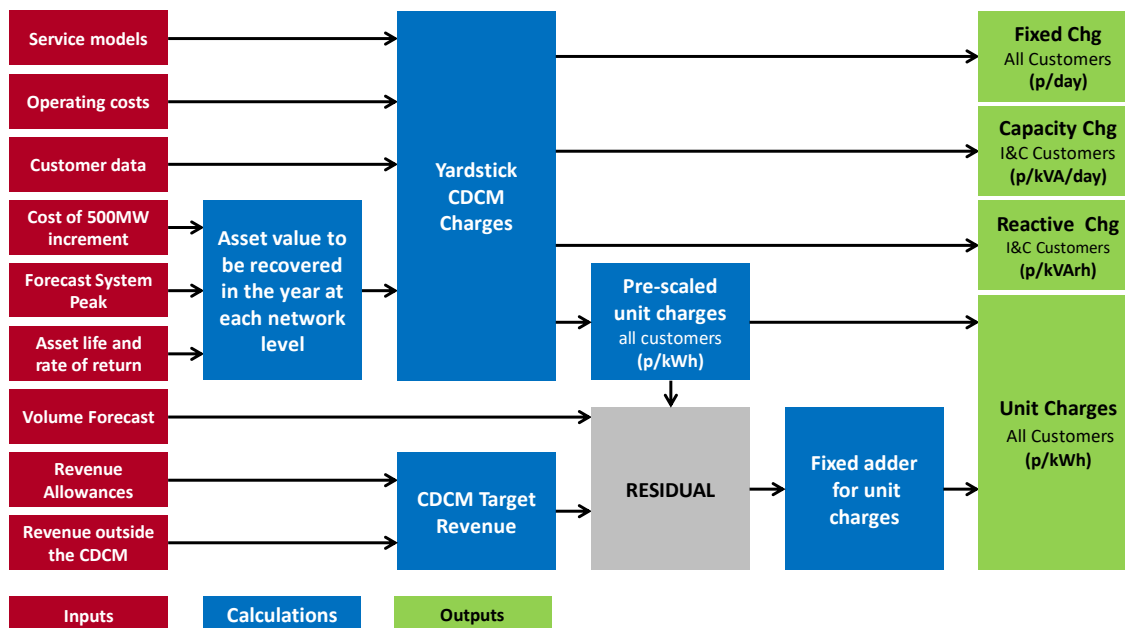 Service models
Operating costs
Customer data
Cost of 500MW
increment
Forecast System
Peak
Asset life and
rate of return
Volume Forecast
Revenue
Allowances
Revenue outside
the CDCM
Asset value to
be recovered
in the year at
each network
level
Yardstick
CDCM
Charges
CDCM Target
Revenue
Pre-scaled
unit charges
all customers
(p/kWh)
RESIDUAL
Fixed adder
for unit
charges
Fixed Chg
All Customers
(p/day)
Capacity Chg
I&C Customers
(p/kVA/day)
Reactive Chg
I&C Customers
(p/kVArh)
Unit Charges
All Customers
(p/kWh)
Inputs
Calculations
Outputs